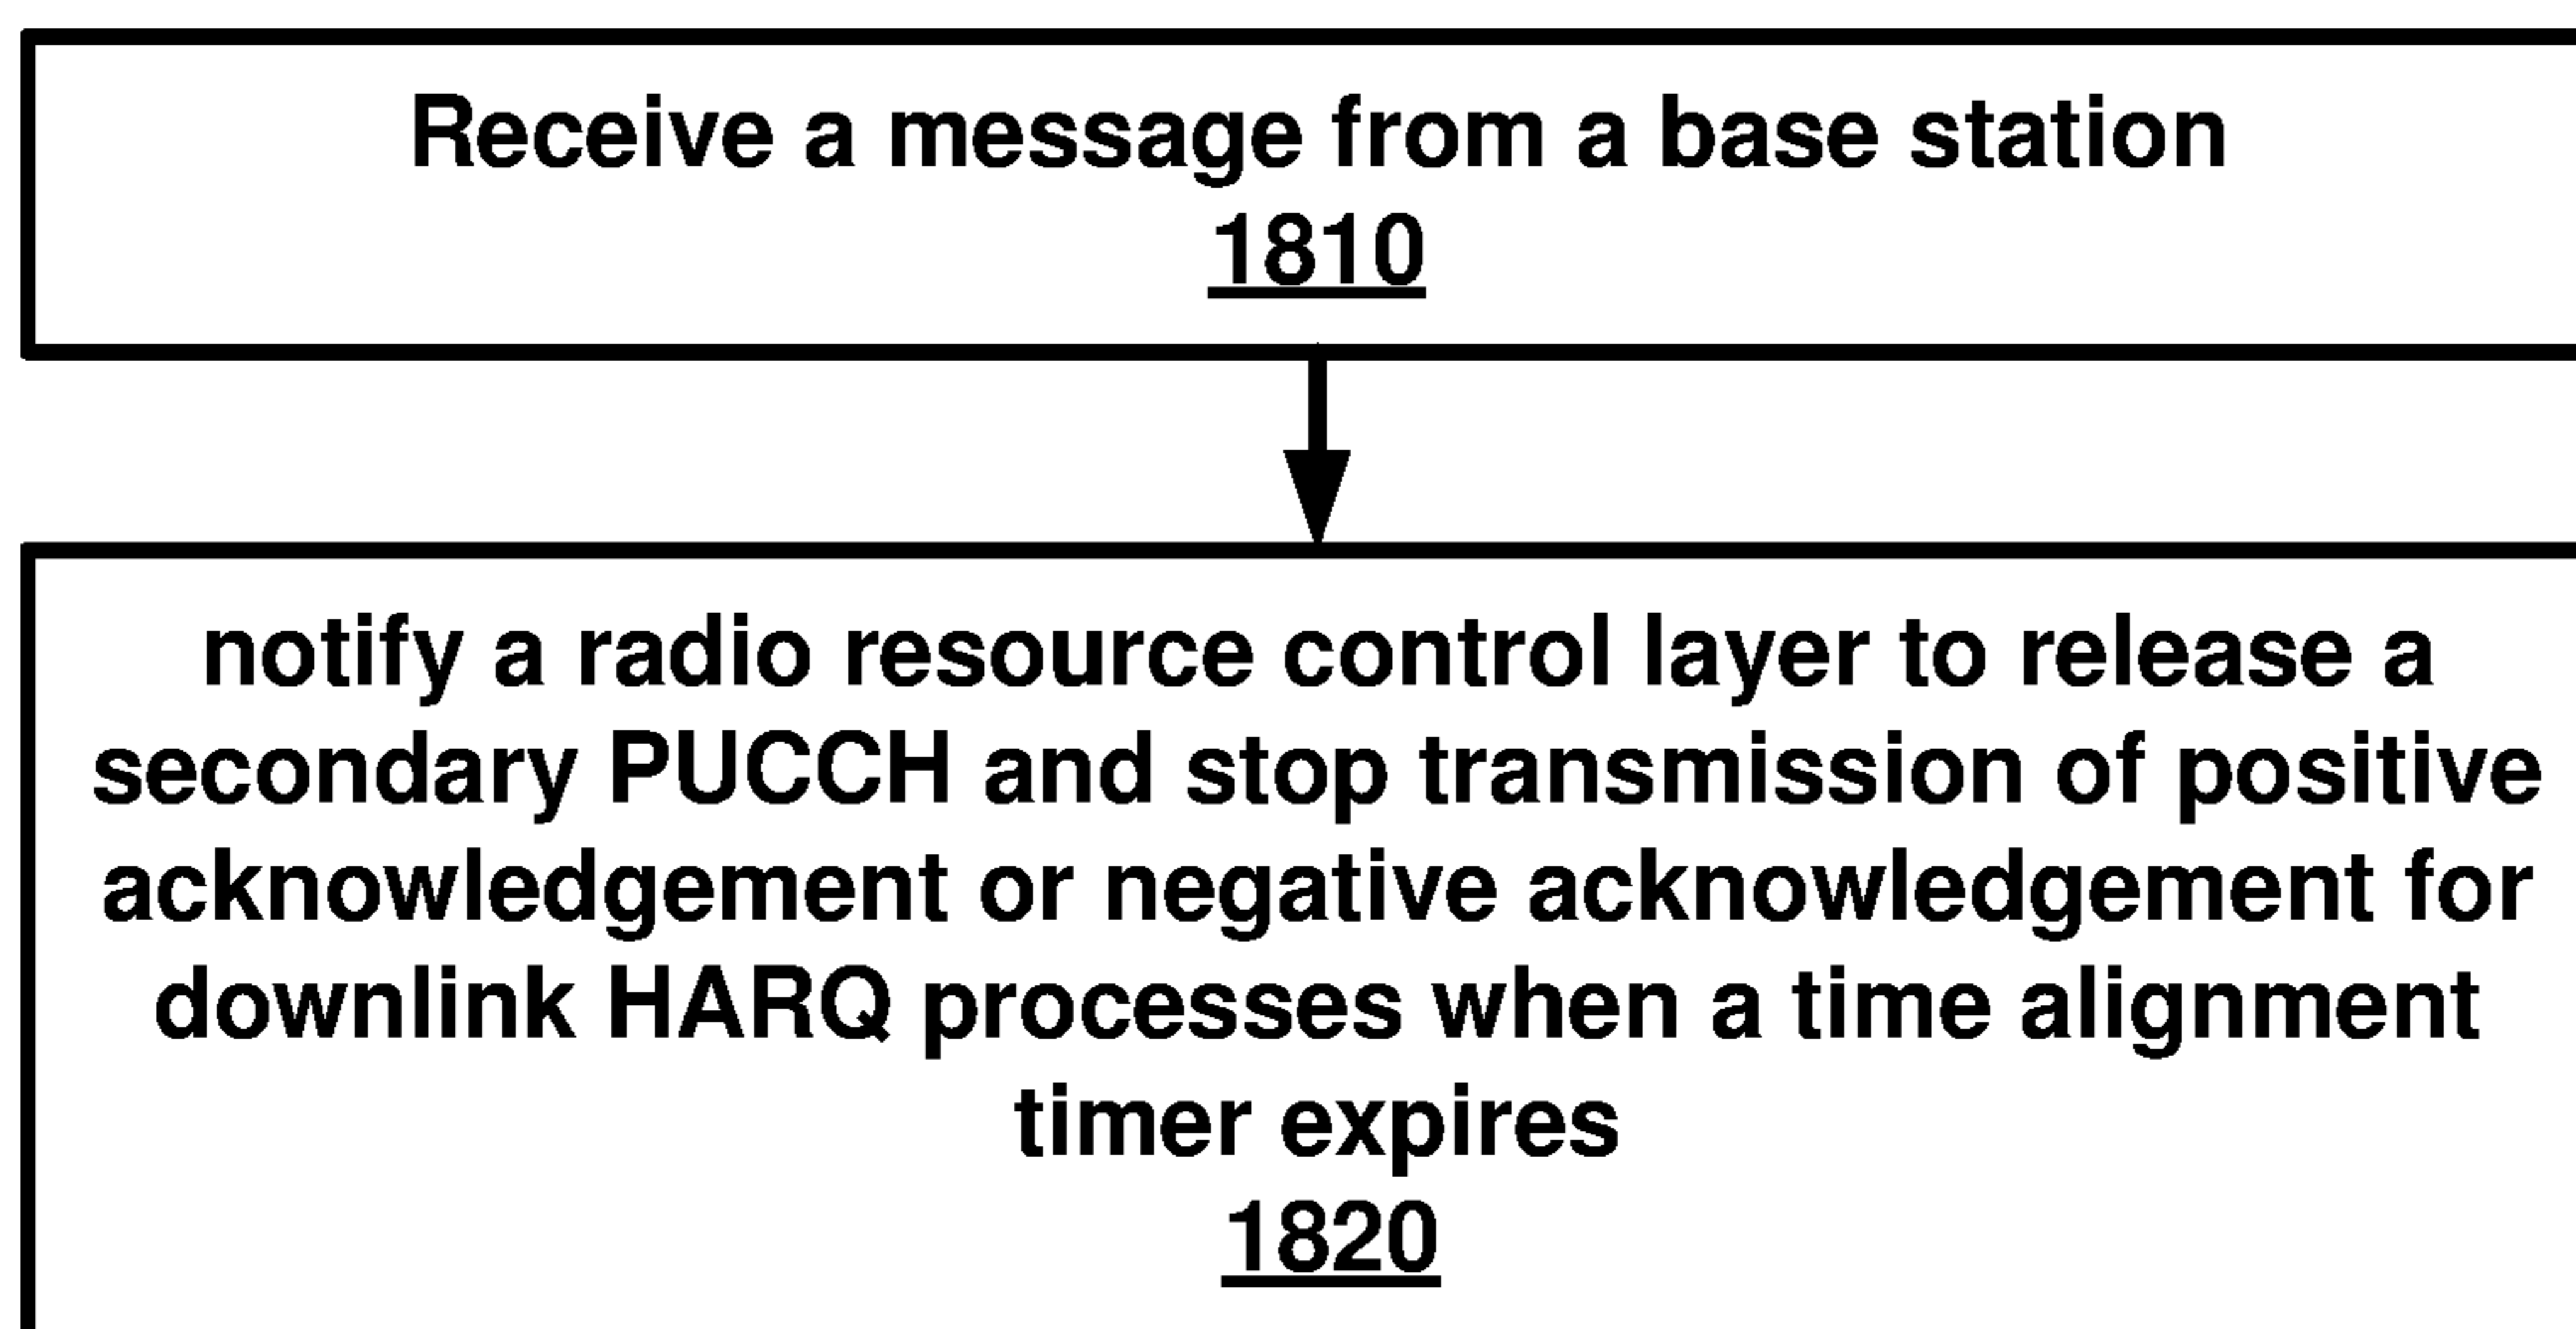 Receive a message from a base station
1810
notify a radio resource control layer to release a
secondary PUCCH and stop transmission of positive
acknowledgement or negative acknowledgement for
downlink HARQ processes when a time alignment
timer expires
1820